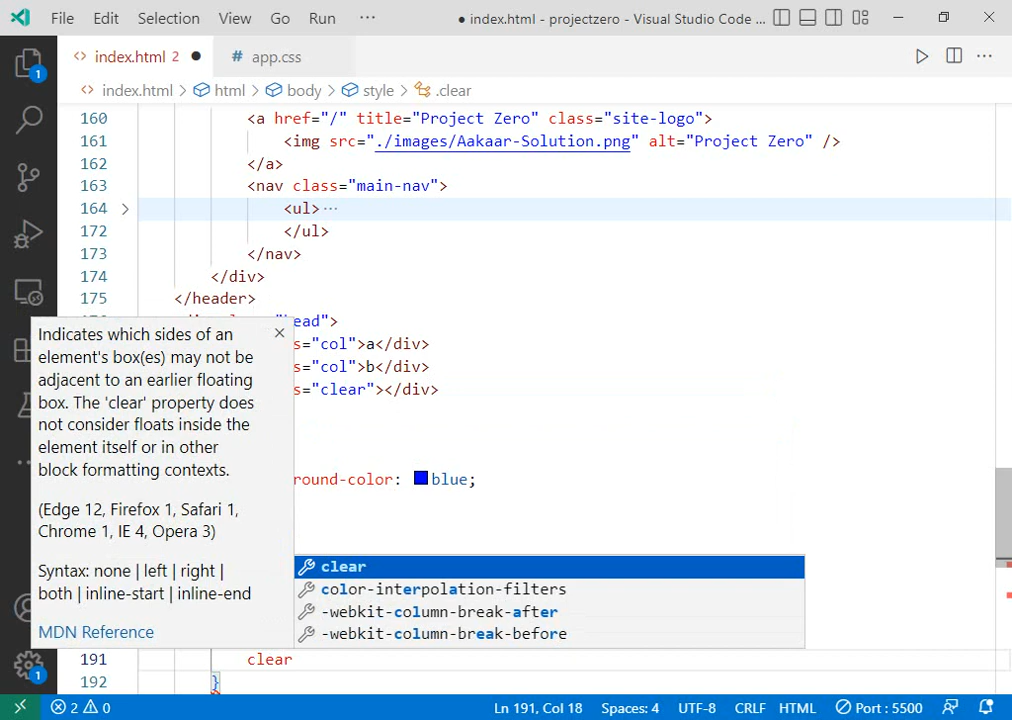 File Edit Selection View Go Run ··· ● index.html - projectzero - Visual Studio Code ...
<> index.html 2 ● # app.css
<> index.html > html > body > style > .clear
160 <a href="/" title="Project Zero" class="site-logo">
161 <img src="./images/Aakaar-Solution.png" alt="Project Zero" />
162 </a>
163 <nav class="main-nav">
164 > <ul>···
172 </ul>
173 </nav>
174 </div>
175 </header>
ead">
s="col">a</div>
s="col">b</div>
s="clear"></div>
round-color: blue;
Indicates which sides of an
element's box(es) may not be
adjacent to an earlier floating
box. The 'clear' property does
not consider floats inside the
element itself or in other
block formatting contexts.
(Edge 12, Firefox 1, Safari 1,
Chrome 1, IE 4, Opera 3)
Syntax: none | left | right |
both | inline-start | inline-end
MDN Reference
clear
color-interpolation-filters
-webkit-column-break-after
-webkit-column-break-before
191 clear
192 }
1
1
2 0 Ln 191, Col 18 Spaces: 4 UTF-8 CRLF HTML Port : 5500